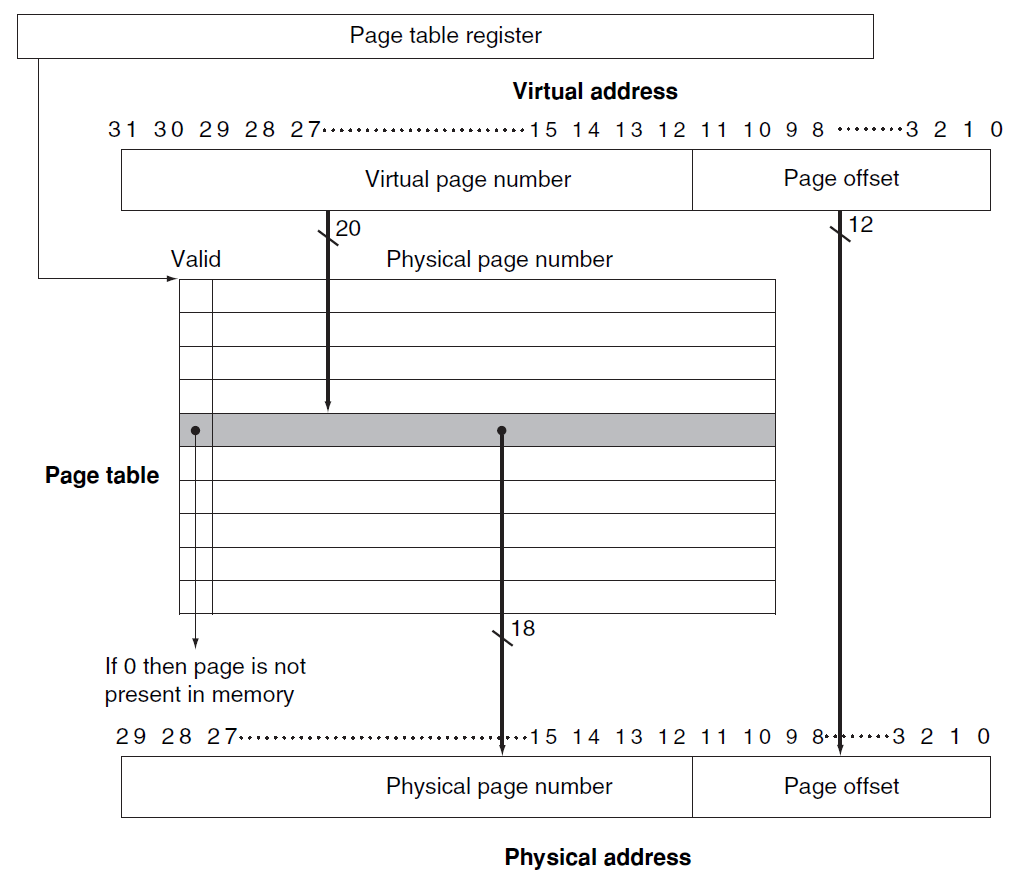 Page table register
Virtual address
31 30 29 28 27 ........................ 15 14 13 12 11 10 9 8 ........ 3 2 1 0
Virtual page number
Page offset
20
12
Valid
Physical page number
Page table
18
If 0 then page is not
present in memory
29 28 27 .................................. 15 14 13 12 11 10 9 8 ........ 3 2 1 0
Physical page number
Page offset
Physical address